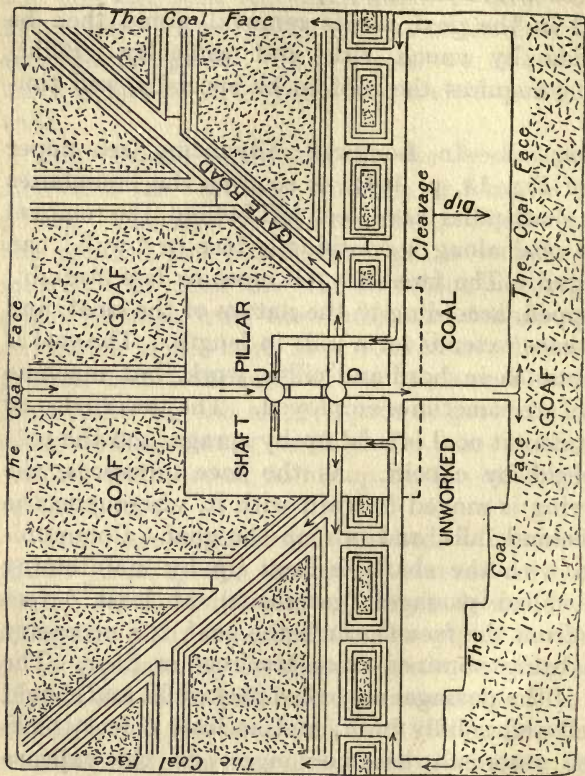 The Coal Face
The Coal Face
GATE ROAD
Cleavage
dip
The Coal Face
GOAF
GOAF
GOAF
SHAFT PILLAR
U
D
UNWORKED COAL
The Coal Face
The Coal Face